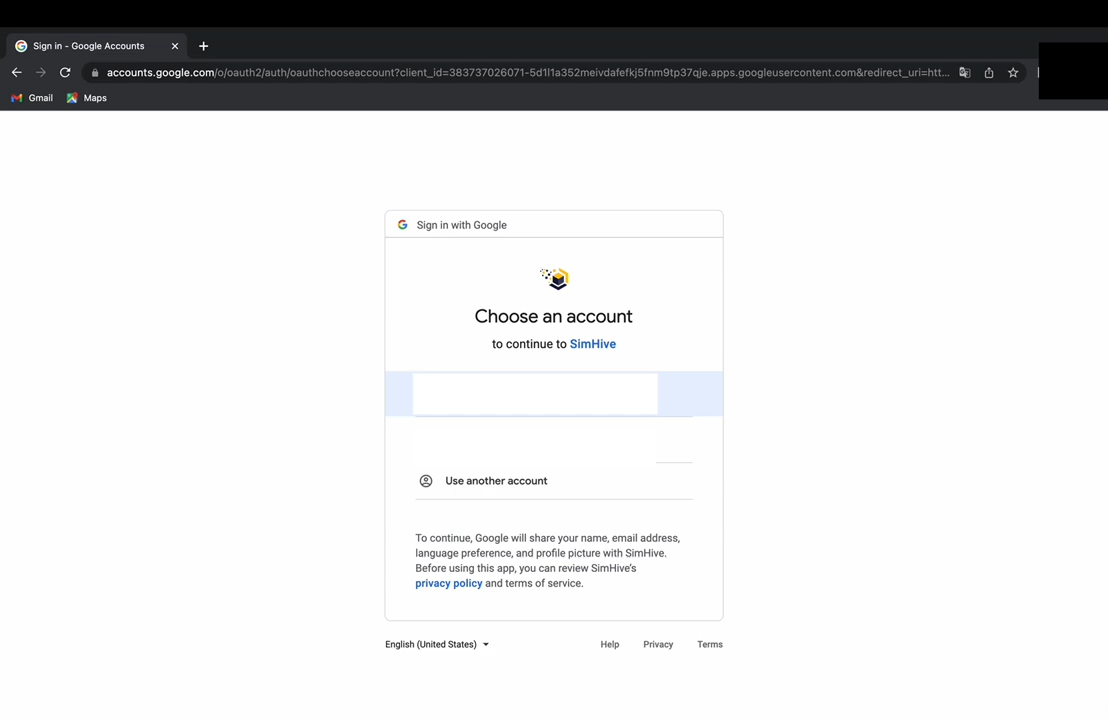 Sign in - Google Accounts
accounts.google.com/o/oauth2/auth/oauthchooseaccount?client_id=383737026071-5d1l1a352meivdafefkj5fnm9tp37qje.apps.googleusercontent.com&redirect_uri=htt...
Gmail Maps
Sign in with Google
Choose an account
to continue to SimHive
Use another account
To continue, Google will share your name, email address,
language preference, and profile picture with SimHive.
Before using this app, you can review SimHive's
privacy policy and terms of service.
English (United States) Help Privacy Terms